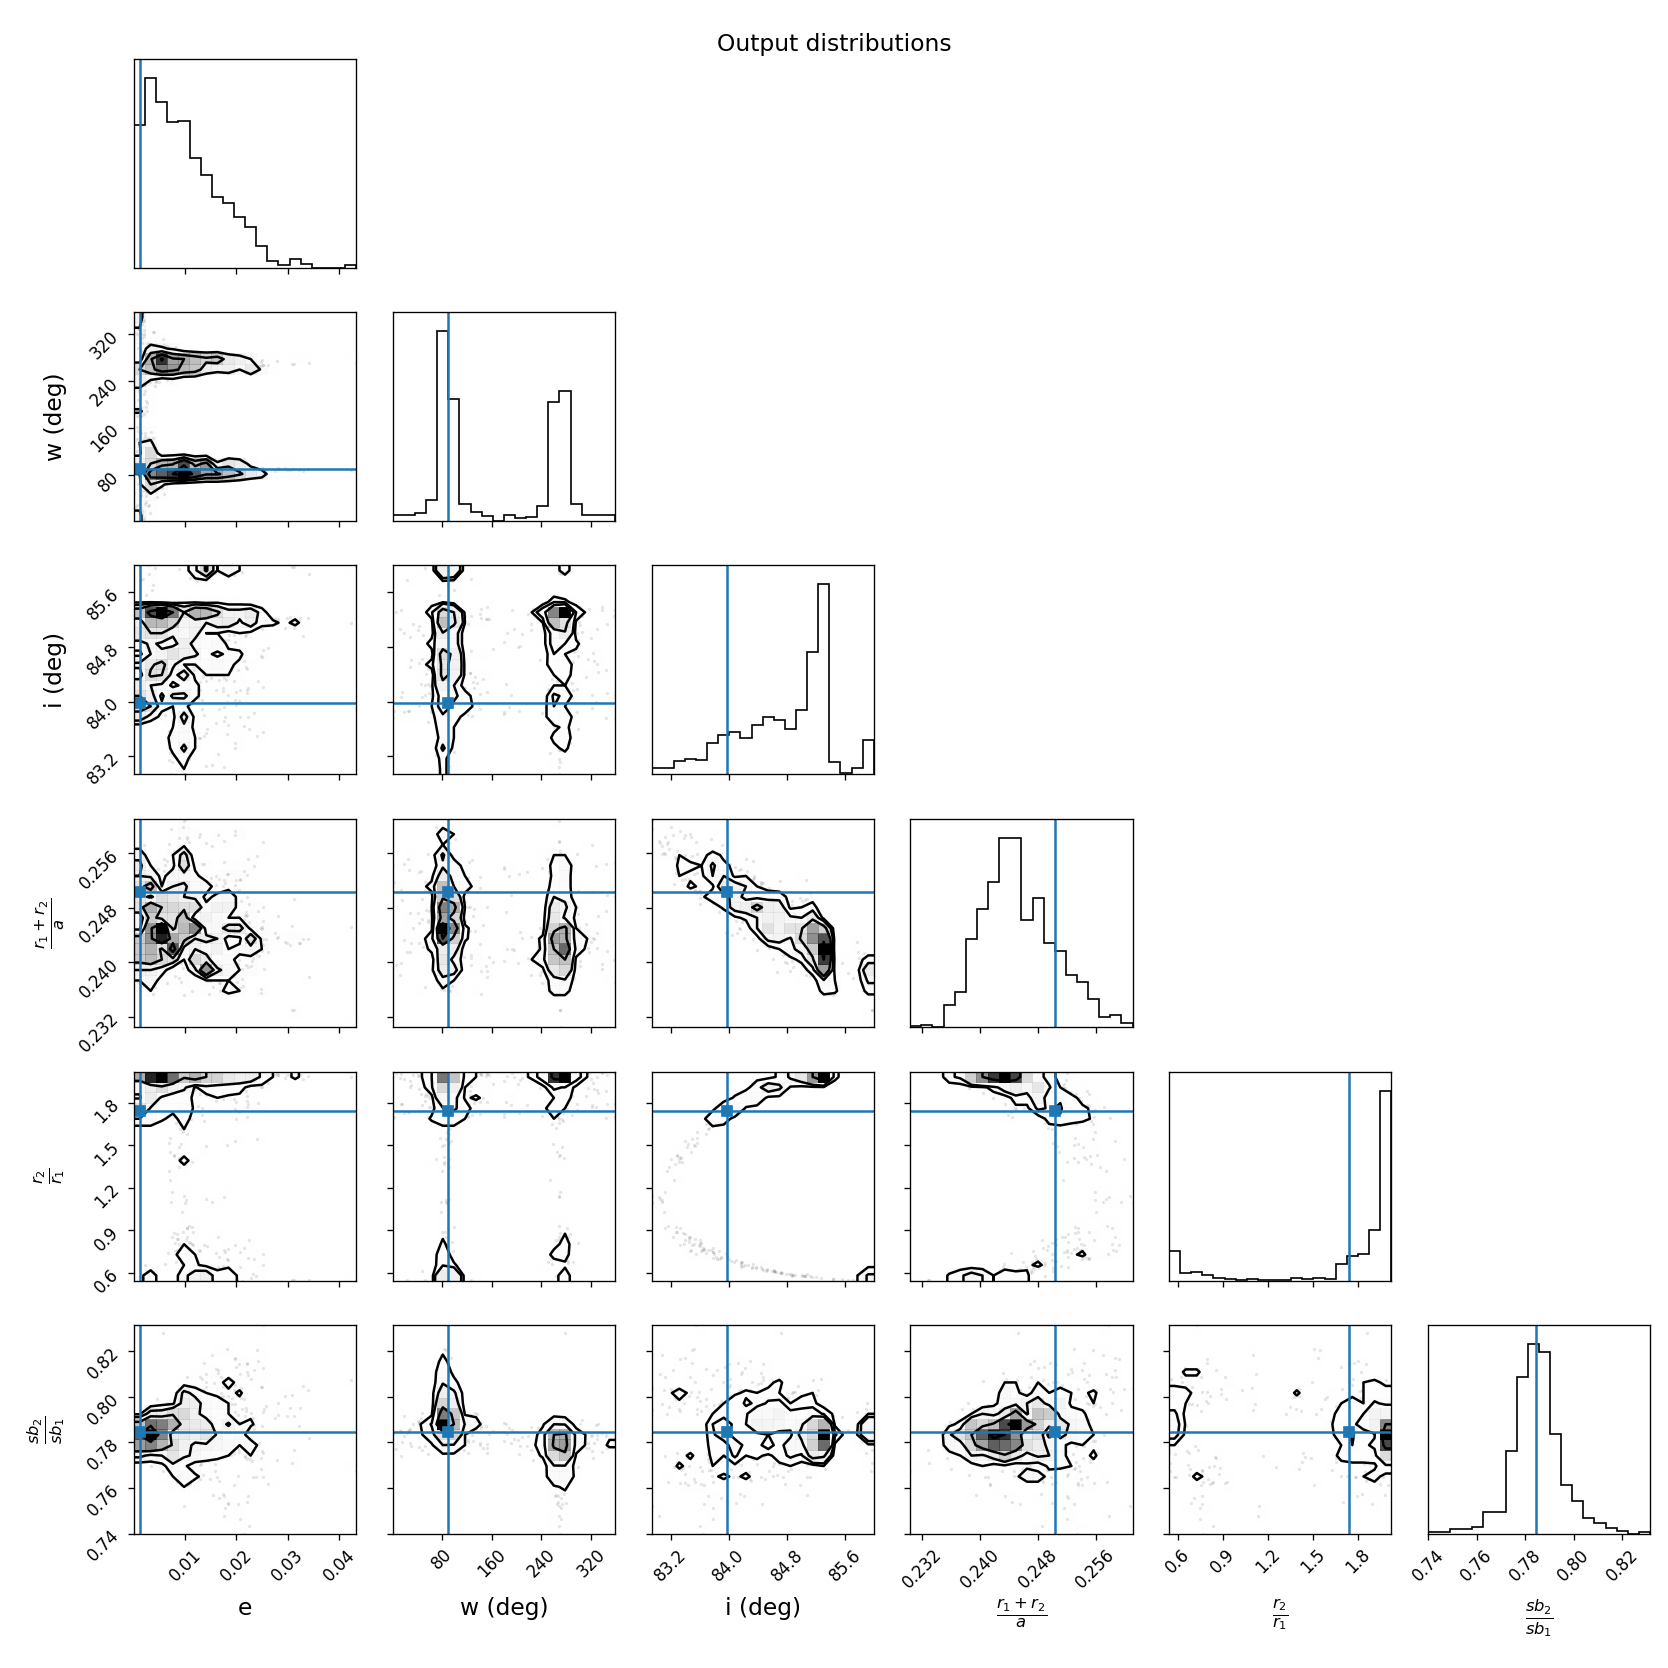 Output distributions
w (deg)
320
240
160
80
i (deg)
85.6
84.8
84.0
83.2
r₁ + r₂
a
0.256
0.248
0.240
0.232
r₂
r₁
1.8
1.5
1.2
0.9
0.6
sb₂
sb₁
0.82
0.80
0.78
0.76
0.74
0.01 0.02 0.03 0.04 80 160 240 320 83.2 84.0 84.8 85.6 0.232 0.240 0.248 0.256 0.6 0.9 1.2 1.5 1.8 0.74 0.76 0.78 0.80 0.82
e w (deg) i (deg)
r₁ + r₂
a
r₂
r₁
sb₂
sb₁